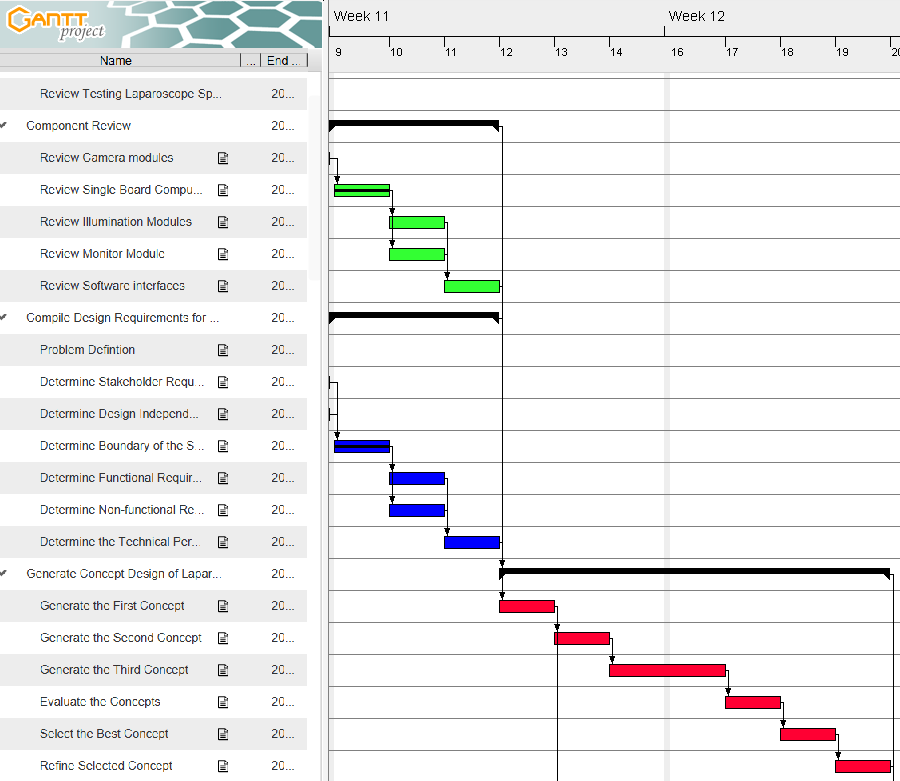 GANTT
project
Week 11
Week 12
9 10 11 12 13 14 16 17 18 19 20
Name ... End ...
Review Testing Laparoscope Sp... 20...
Component Review 20...
Review Camera modules 20...
Review Single Board Compu... 20...
Review Illumination Modules 20...
Review Monitor Module 20...
Review Software interfaces 20...
Compile Design Requirements for ... 20...
Problem Defintion 20...
Determine Stakeholder Requ... 20...
Determine Design Independ... 20...
Determine Boundary of the S... 20...
Determine Functional Requir... 20...
Determine Non-functional Re... 20...
Determine the Technical Per... 20...
Generate Concept Design of Lapar... 20...
Generate the First Concept 20...
Generate the Second Concept 20...
Generate the Third Concept 20...
Evaluate the Concepts 20...
Select the Best Concept 20...
Refine Selected Concept 20...